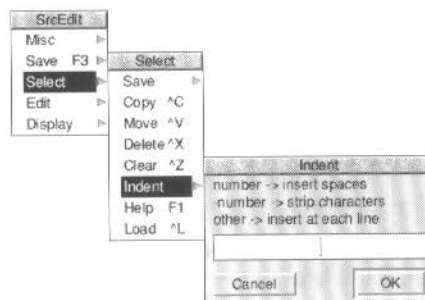 SrcEdit
Misc
Save F3
Select
Edit
Display
Select
Save
Copy ^C
Move ^V
Delete ^X
Clear ^Z
Indent
Help F1
Load ^L
Indent
number -> insert spaces
-number -> strip characters
other -> insert at each line
Cancel
OK